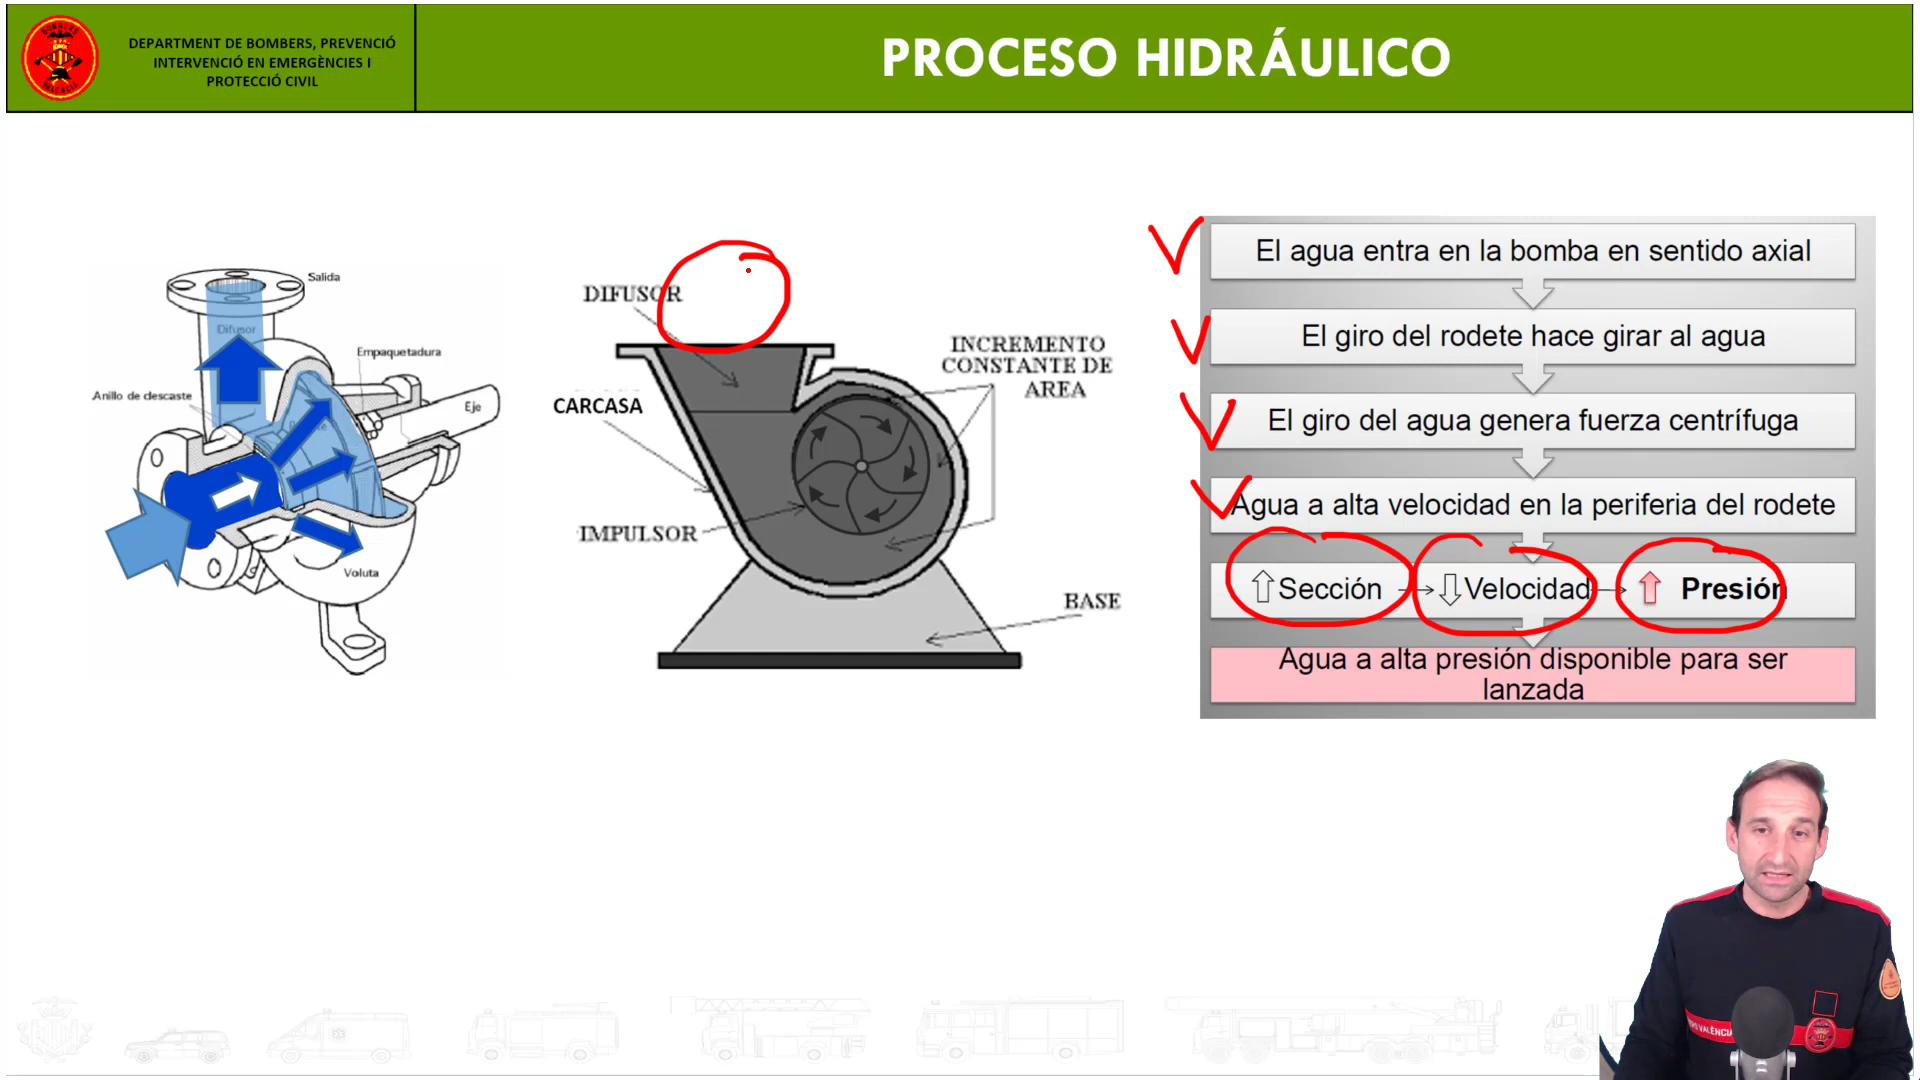 DEPARTMENT DE BOMBERS, PREVENCIÓ
INTERVENCIÓ EN EMERGÈNCIES I
PROTECCIÓ CIVIL
PROCESO HIDRÁULICO
Salida
Difusor
Empaquetadura
Anillo de descaste
Eje
Voluta
DIFUSOR
INCREMENTO
CONSTANTE DE
AREA
CARCASA
IMPULSOR
BASE
El agua entra en la bomba en sentido axial
El giro del rodete hace girar al agua
El giro del agua genera fuerza centrífuga
Agua a alta velocidad en la periferia del rodete
Sección
Velocidad
Presión
Agua a alta presión disponible para ser
lanzada